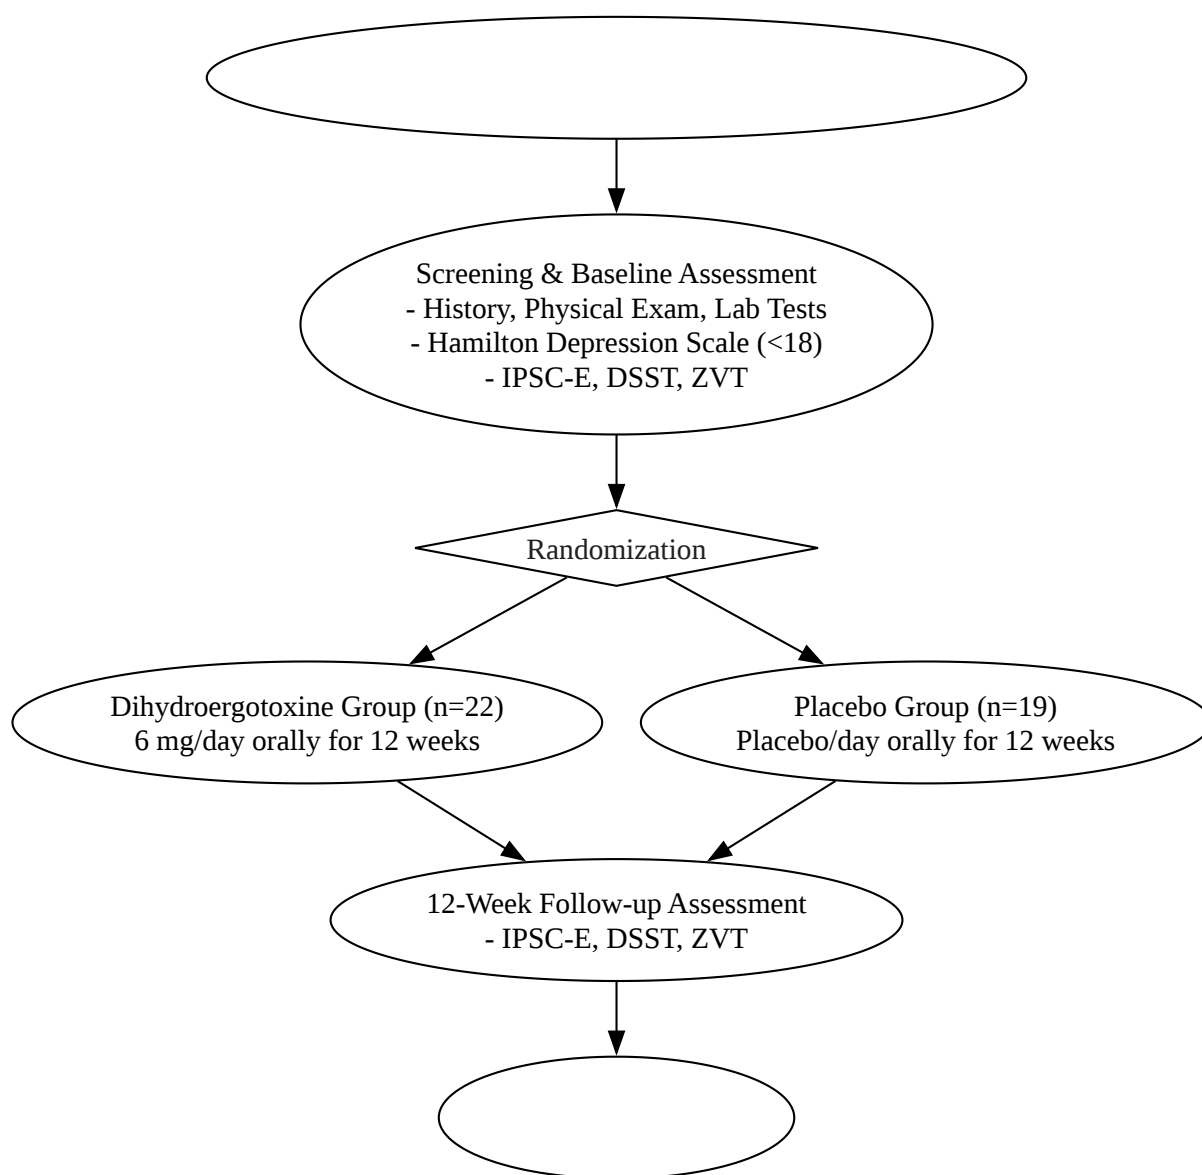 Screening & Baseline Assessment
- History, Physical Exam, Lab Tests
- Hamilton Depression Scale (<18)
- IPSC-E, DSST, ZVT
Randomization
Dihydroergotoxine Group (n=22)
6 mg/day orally for 12 weeks
Placebo Group (n=19)
Placebo/day orally for 12 weeks
12-Week Follow-up Assessment
- IPSC-E, DSST, ZVT